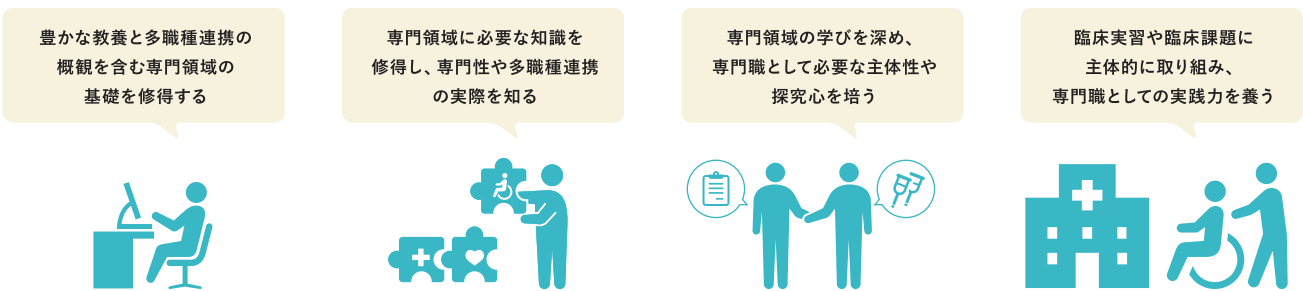 豊かな教養と多職種連携の
概観を含む専門領域の
基礎を修得する
専門領域に必要な知識を
修得し、専門性や多職種連携
の実際を知る
専門領域の学びを深め、
専門職として必要な主体性や
探究心を培う
臨床実習や臨床課題に
主体的に取り組み、
専門職としての実践力を養う